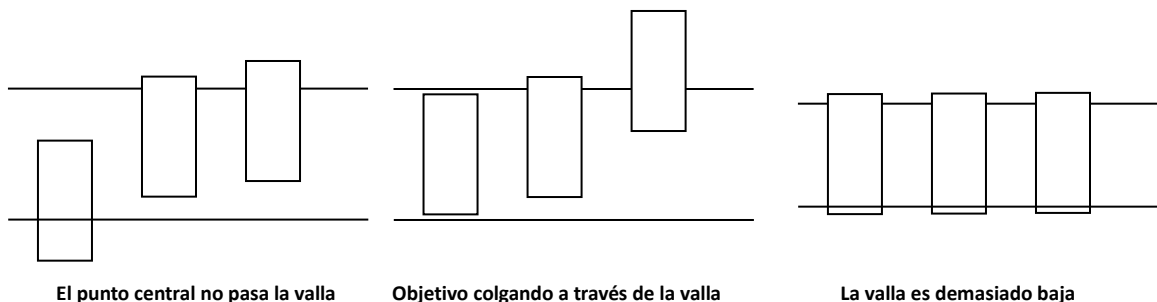 El punto central no pasa la valla
Objetivo colgando a través de la valla
La valla es demasiado baja